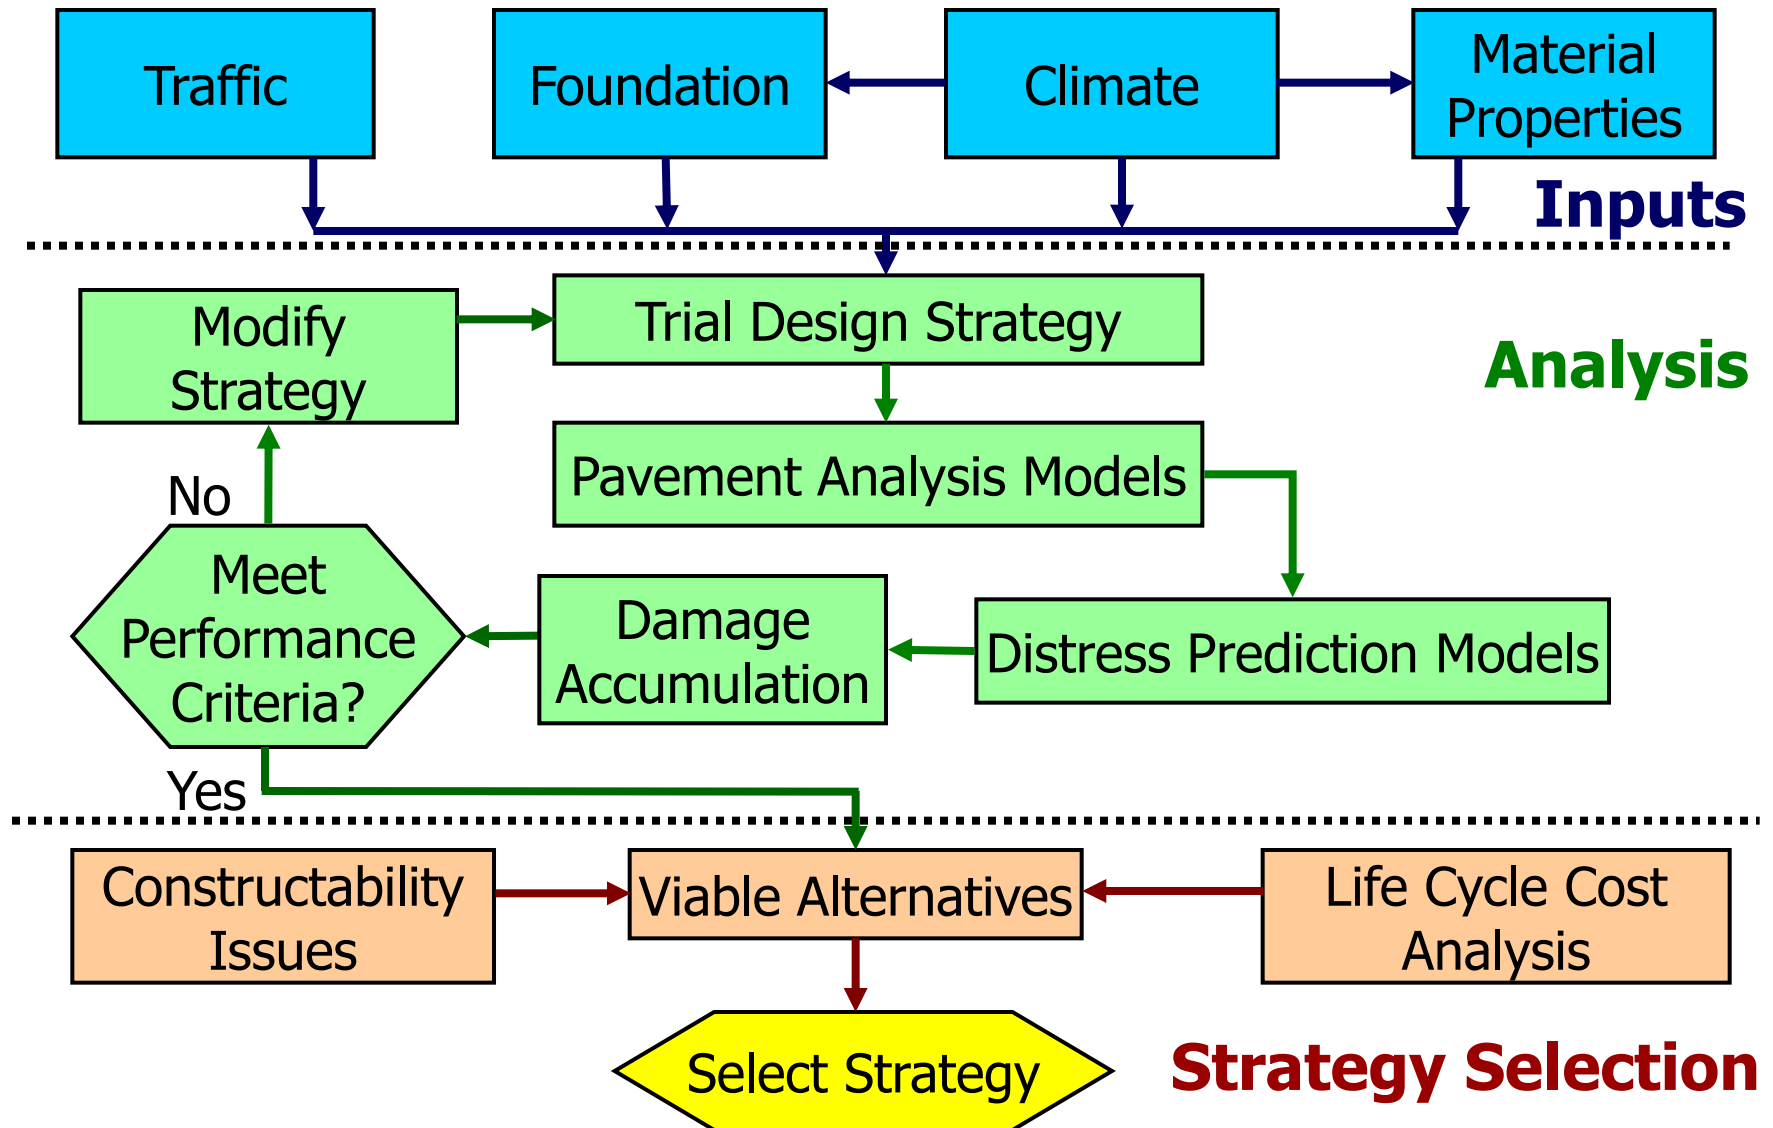 Traffic
Foundation
Climate
Material
Properties
Inputs
Modify
Strategy
Trial Design Strategy
Analysis
Pavement Analysis Models
No
Meet
Performance
Criteria?
Damage
Accumulation
Distress Prediction Models
Yes
Constructability
Issues
Viable Alternatives
Life Cycle Cost
Analysis
Select Strategy
Strategy Selection